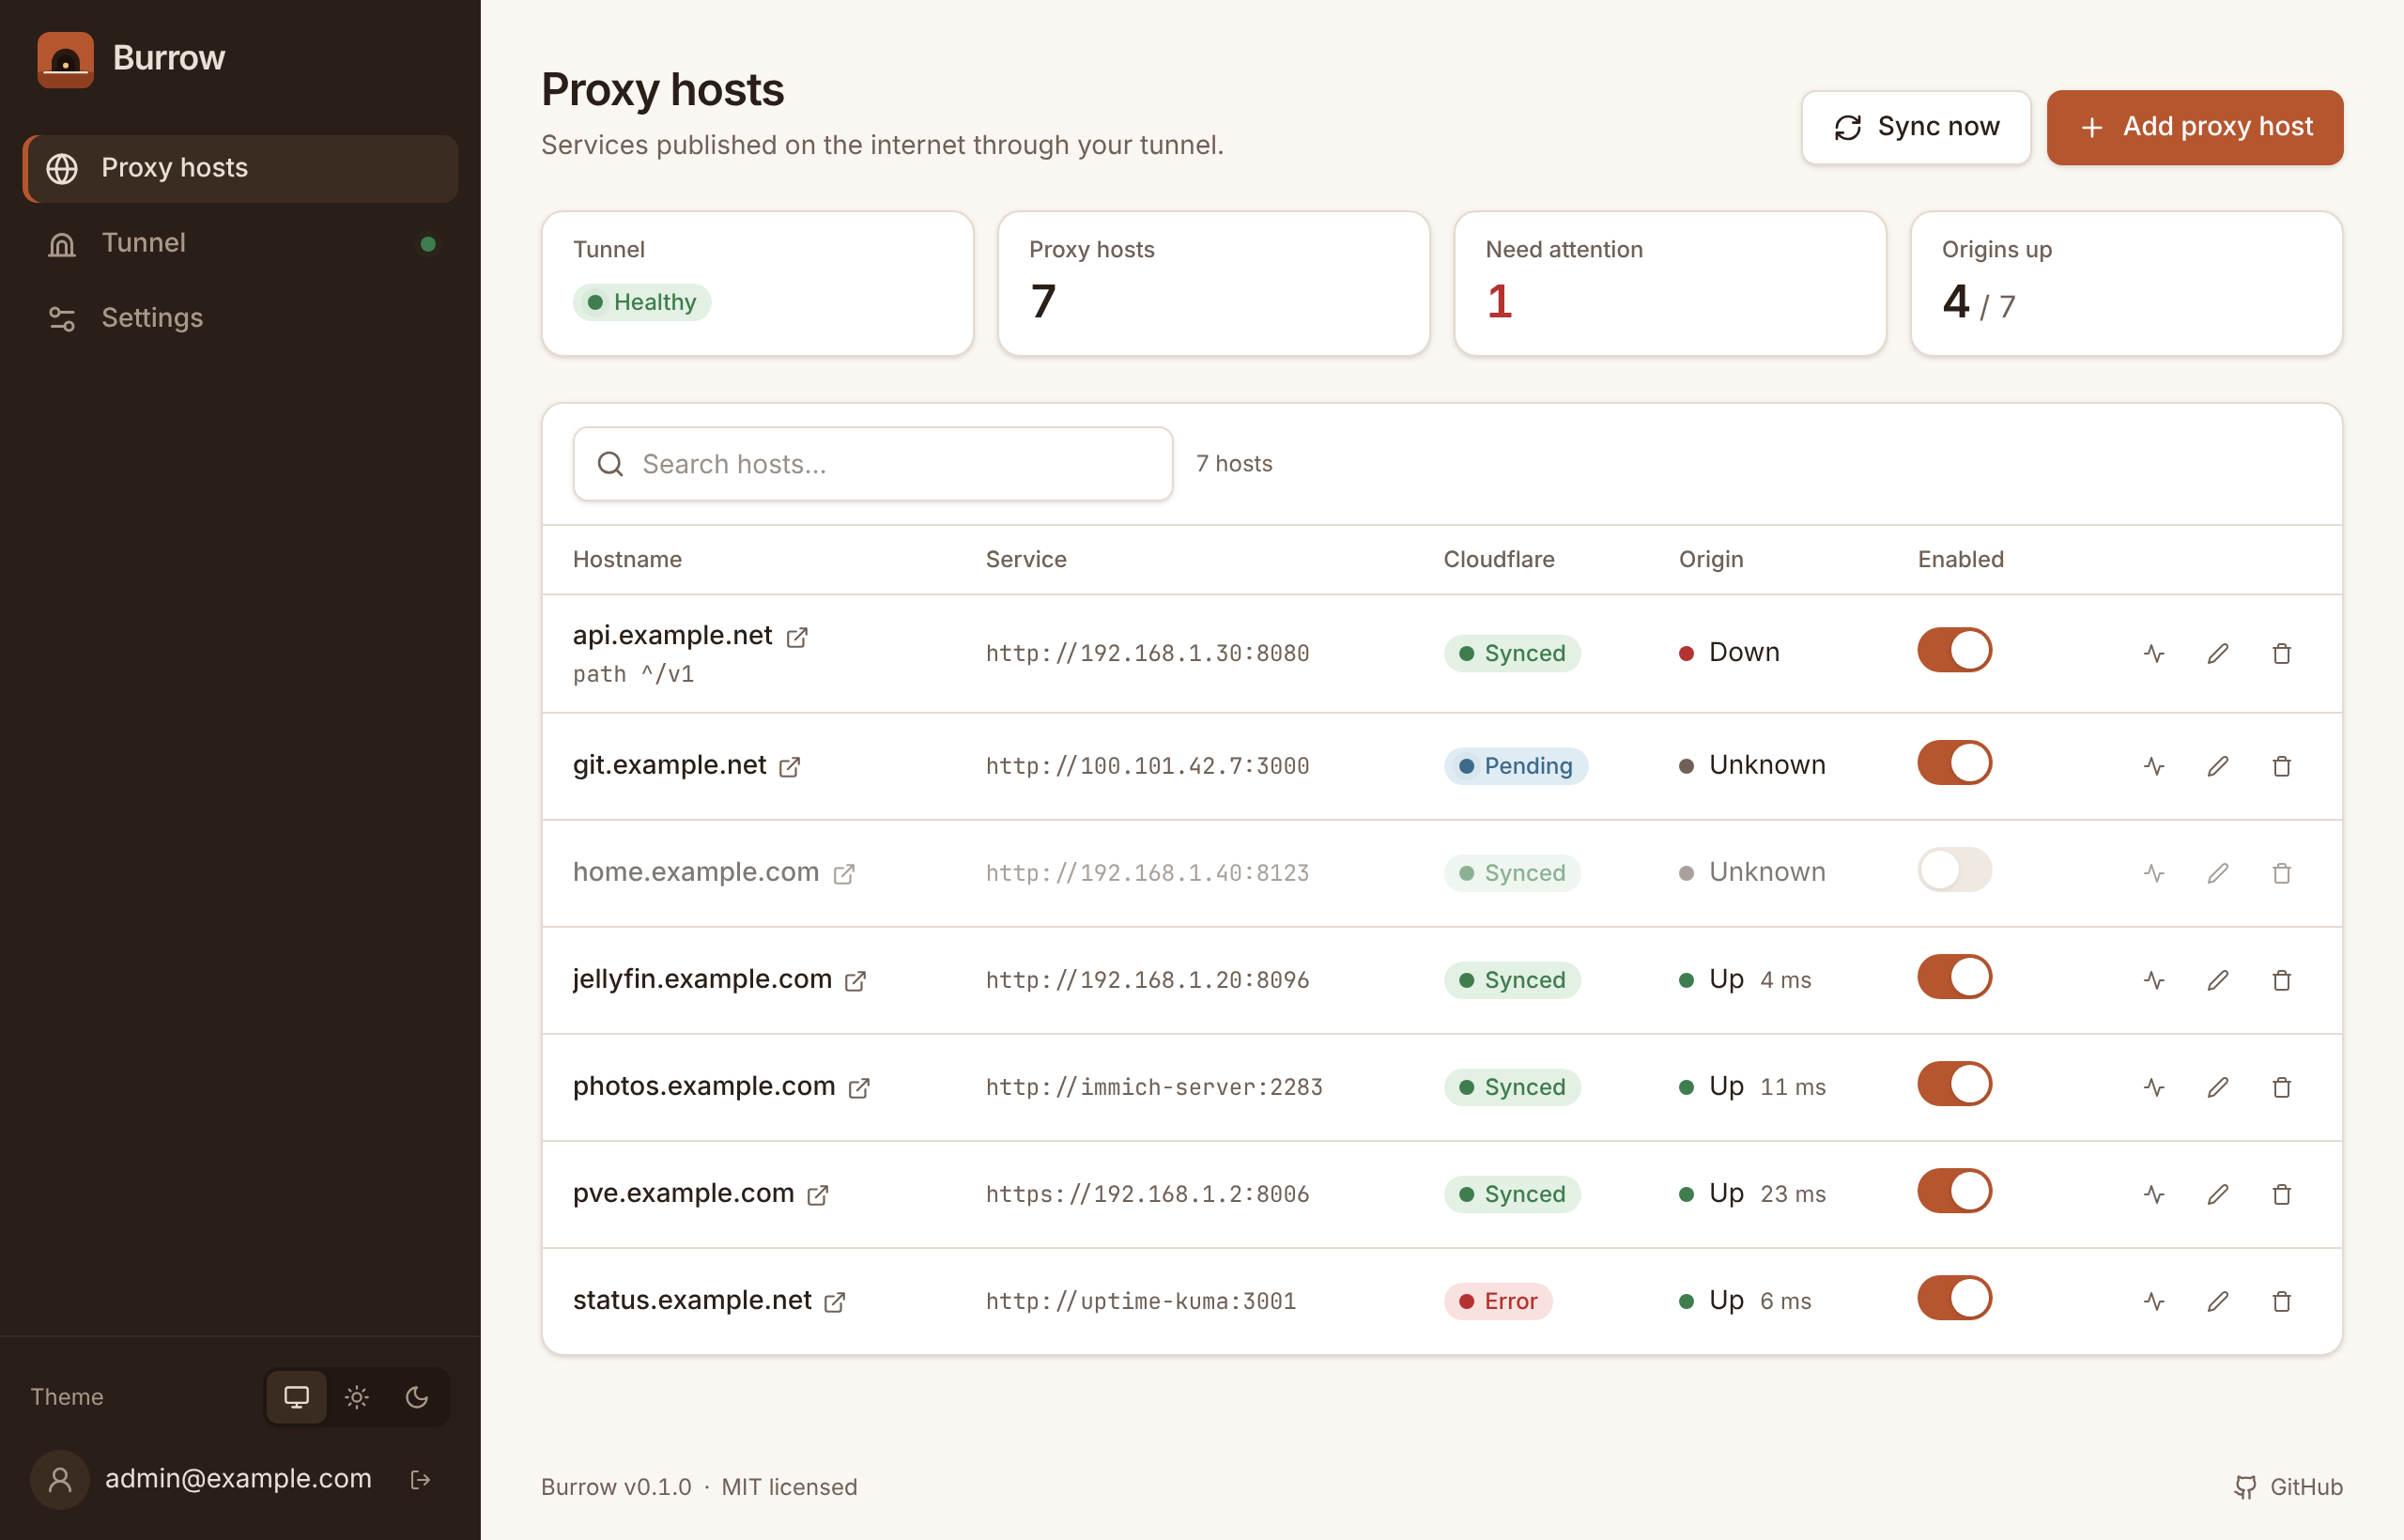 Burrow
Proxy hosts
Tunnel
Settings
Theme
admin@example.com
Proxy hosts
Services published on the internet through your tunnel.
Sync now
Add proxy host
Tunnel
Healthy
Proxy hosts
7
Need attention
1
Origins up
4 / 7
Search hosts...
7 hosts
Hostname Service Cloudflare Origin Enabled
api.example.net http://192.168.1.30:8080 Synced Down
path ^/v1
git.example.net http://100.101.42.7:3000 Pending Unknown
home.example.com http://192.168.1.40:8123 Synced Unknown
jellyfin.example.com http://192.168.1.20:8096 Synced Up 4 ms
photos.example.com http://immich-server:2283 Synced Up 11 ms
pve.example.com https://192.168.1.2:8006 Synced Up 23 ms
status.example.net http://uptime-kuma:3001 Error Up 6 ms
Burrow v0.1.0 · MIT licensed
GitHub